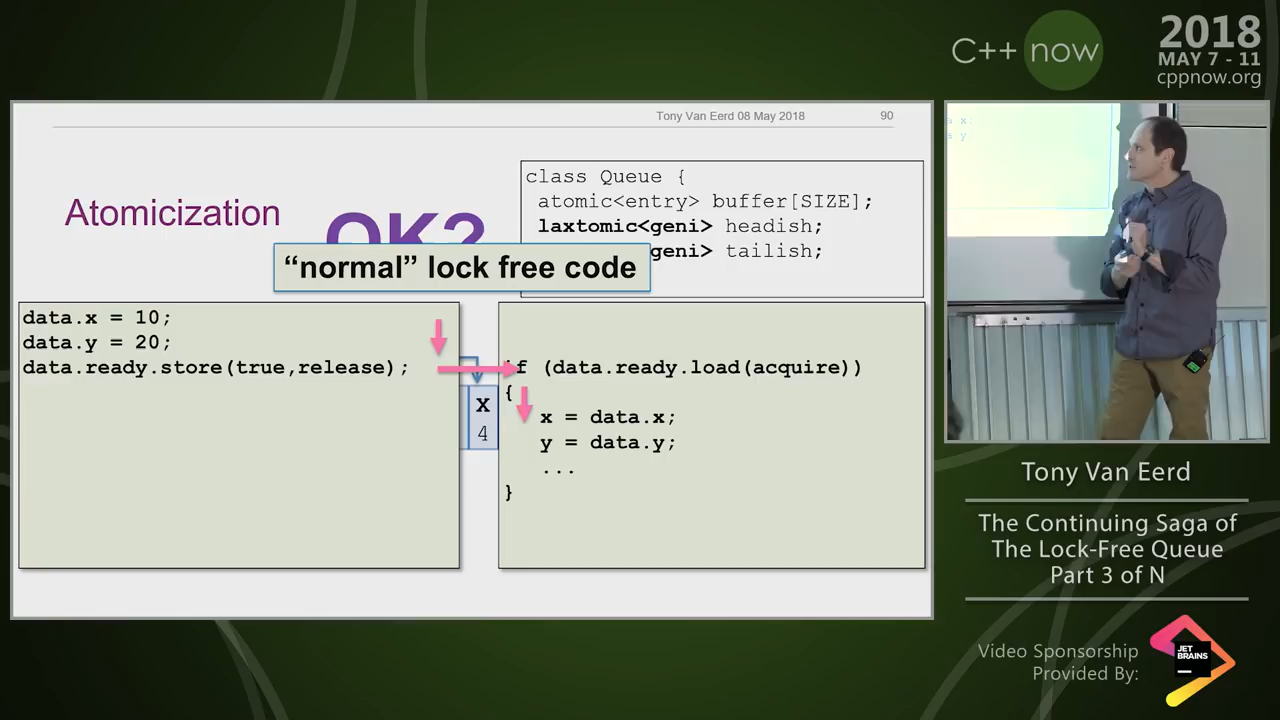 C++ now
2018
MAY 7 - 11
cppnow.org
Tony Van Eerd 08 May 2018
90
Atomicization
OK?
class Queue {
atomic<entry> buffer[SIZE];
laxtomic<geni> headish;
geni> tailish;
“normal” lock free code
data.x = 10;
data.y = 20;
data.ready.store(true,release);
X
4
if (data.ready.load(acquire))
{
x = data.x;
y = data.y;
...
}
Tony Van Eerd
The Continuing Saga of
The Lock-Free Queue
Part 3 of N
Video Sponsorship
Provided By:
JET
BRAINS